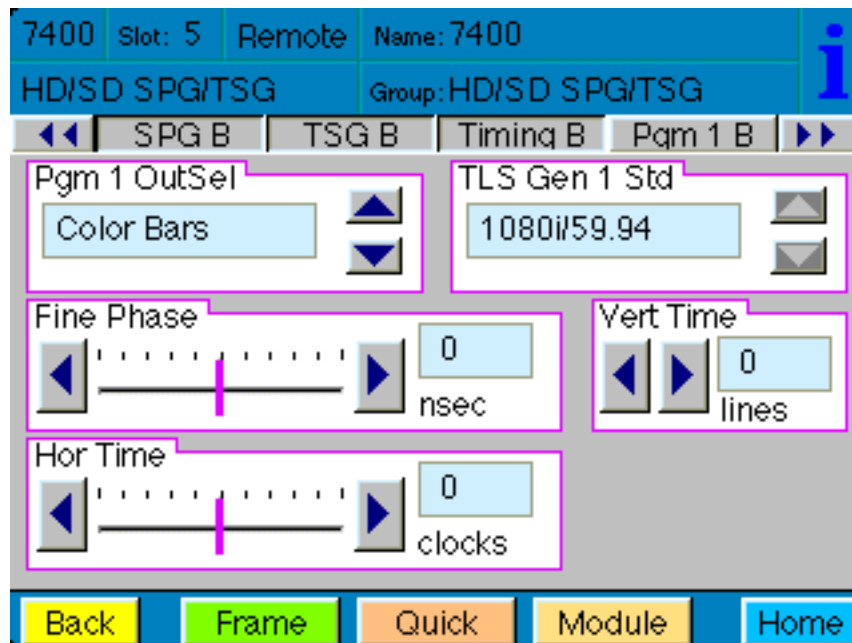 7400 Slot: 5 Remote Name: 7400
i
HD/SD SPG/TSG Group: HD/SD SPG/TSG
SPG B TSG B Timing B Pgm 1 B
Pgm 1 OutSel TLS Gen 1 Std
Color Bars 1080i/59.94
Fine Phase Vert Time
0 0
nsec lines
Hor Time
0
clocks
Back Frame Quick Module Home